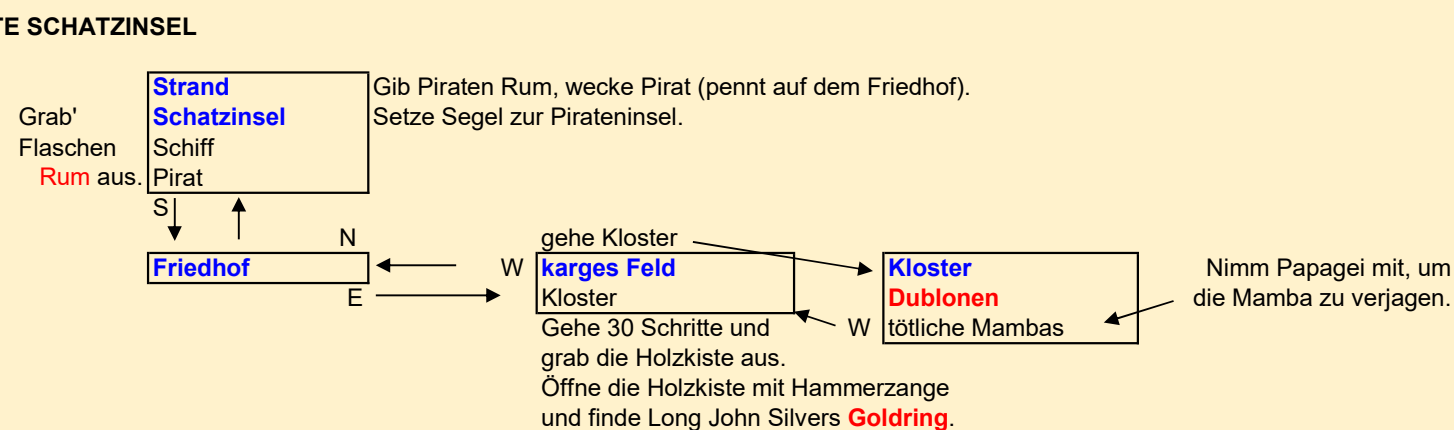 TE SCHATZINSEL
Strand
Gib Piraten Rum, wecke Pirat (pennt auf dem Friedhof).
Grab'
Schatzinsel
Setze Segel zur Pirateninsel.
Flaschen
Schiff
Rum aus.
Pirat
S
N
gehe Kloster
Friedhof
W
karges Feld
Kloster
Nimm Papagei mit, um
E
Kloster
Dublonen
die Mamba zu verjagen.
Gehe 30 Schritte und
W
tötliche Mambas
grab die Holzkiste aus.
Öffne die Holzkiste mit Hammerzange
und finde Long John Silvers Goldring.